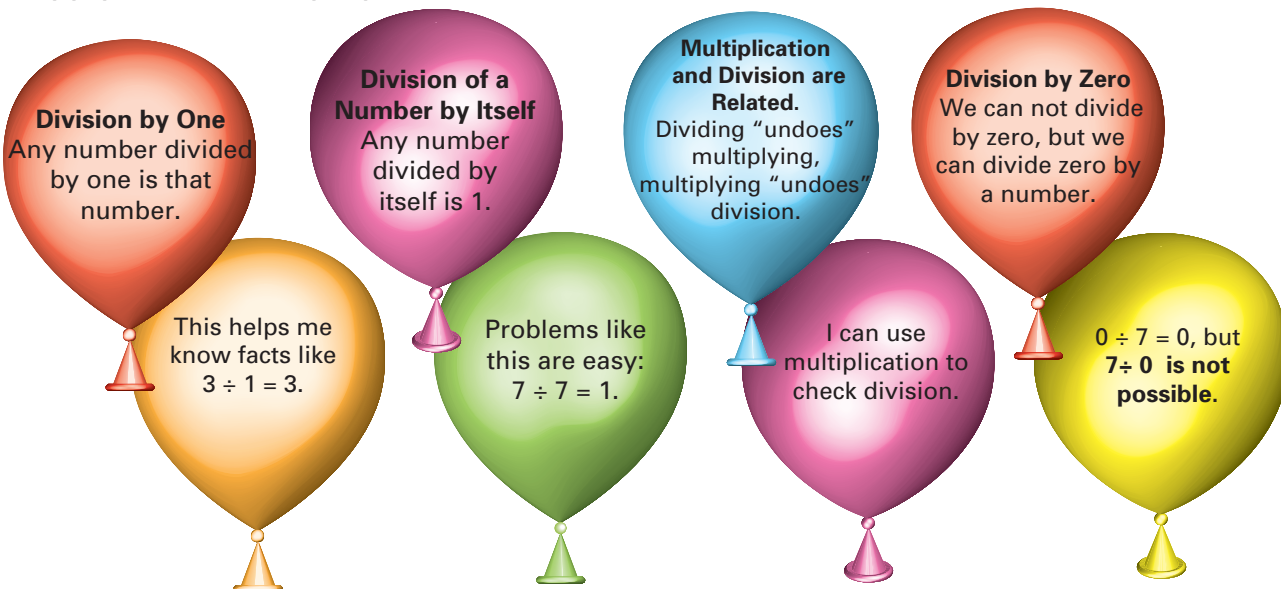 Division by One
Any number divided
by one is that
number.
This helps me
know facts like
3 ÷ 1 = 3.
Division of a
Number by Itself
Any number
divided by
itself is 1.
Problems like
this are easy:
7 ÷ 7 = 1.
Multiplication
and Division are
Related.
Dividing “undoes”
multiplying,
multiplying “undoes”
division.
I can use
multiplication to
check division.
Division by Zero
We can not divide
by zero, but we
can divide zero by
a number.
0 ÷ 7 = 0, but
7÷ 0 is not
possible.